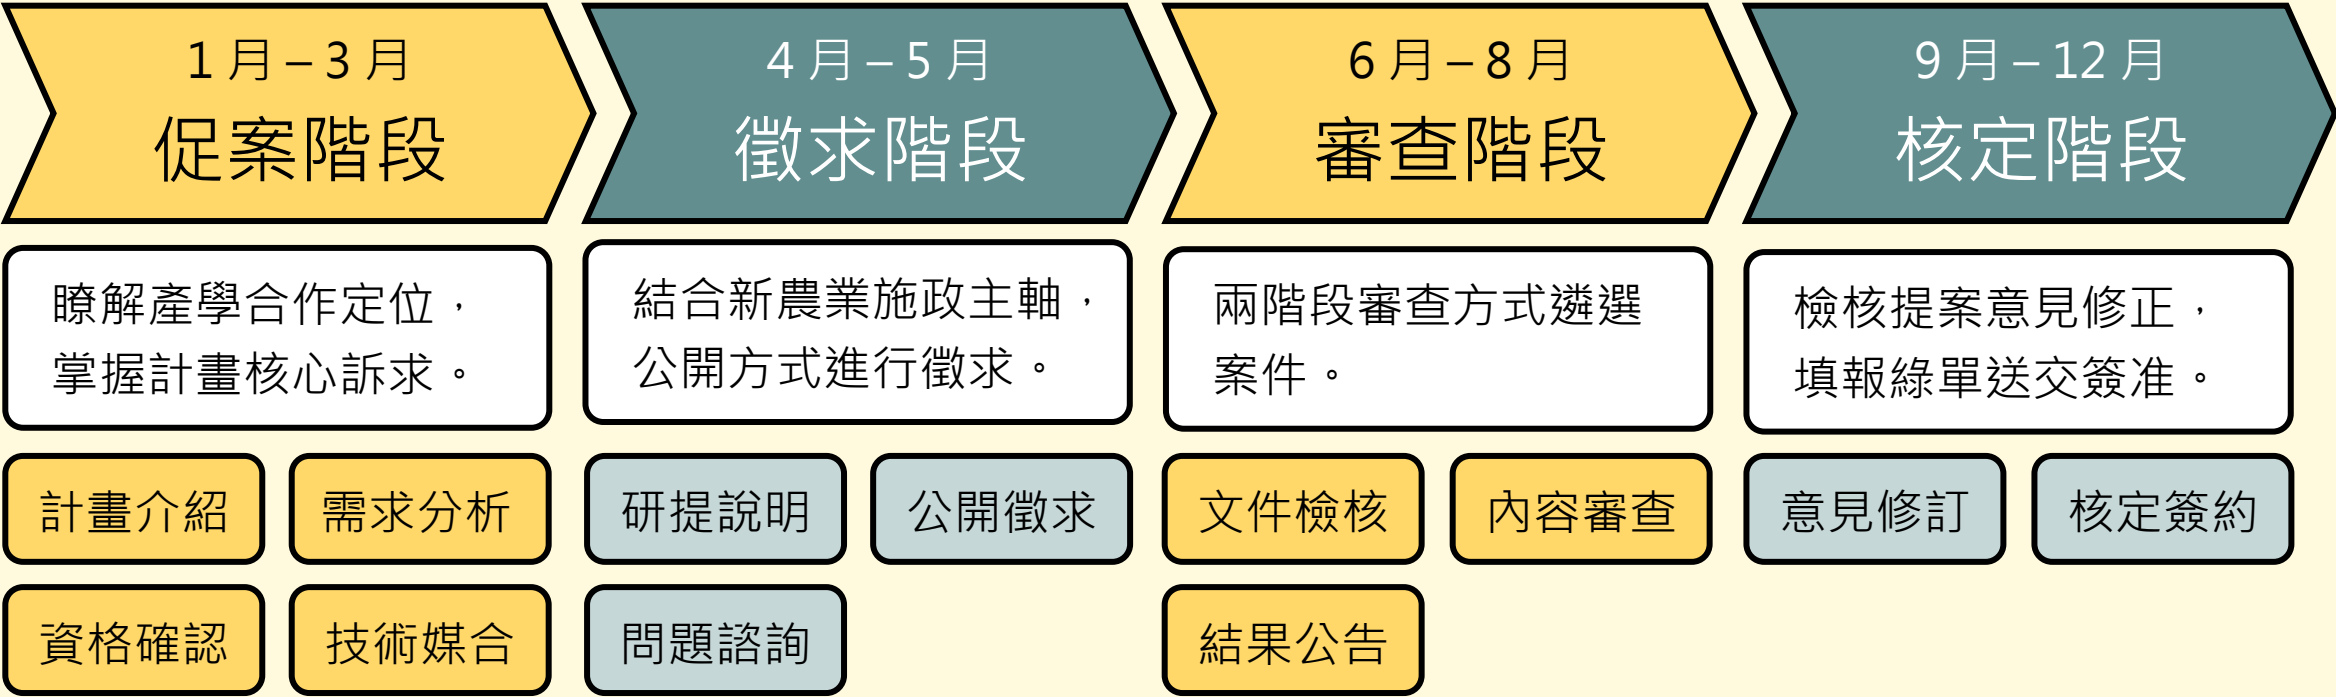 1 月 – 3 月
促案階段
瞭解產學合作定位，
掌握計畫核心訴求。
計畫介紹
需求分析
資格確認
技術媒合
4 月 – 5 月
徵求階段
結合新農業施政主軸，
公開方式進行徵求。
研提說明
公開徵求
問題諮詢
6 月 – 8 月
審查階段
兩階段審查方式遴選
案件。
文件檢核
內容審查
結果公告
9 月 – 12 月
核定階段
檢核提案意見修正，
填報綠單送交簽准。
意見修訂
核定簽約